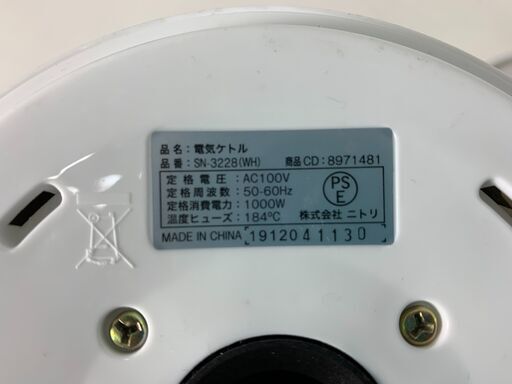 品名：電気ケトル
品番：SN-3228(WH) 商品CD：8971481
定格電圧：AC100V
定格周波数：50-60Hz
定格消費電力：1000W
温度ヒューズ：184℃
PS
E
株式会社 ニトリ
MADE IN CHINA 1912041130